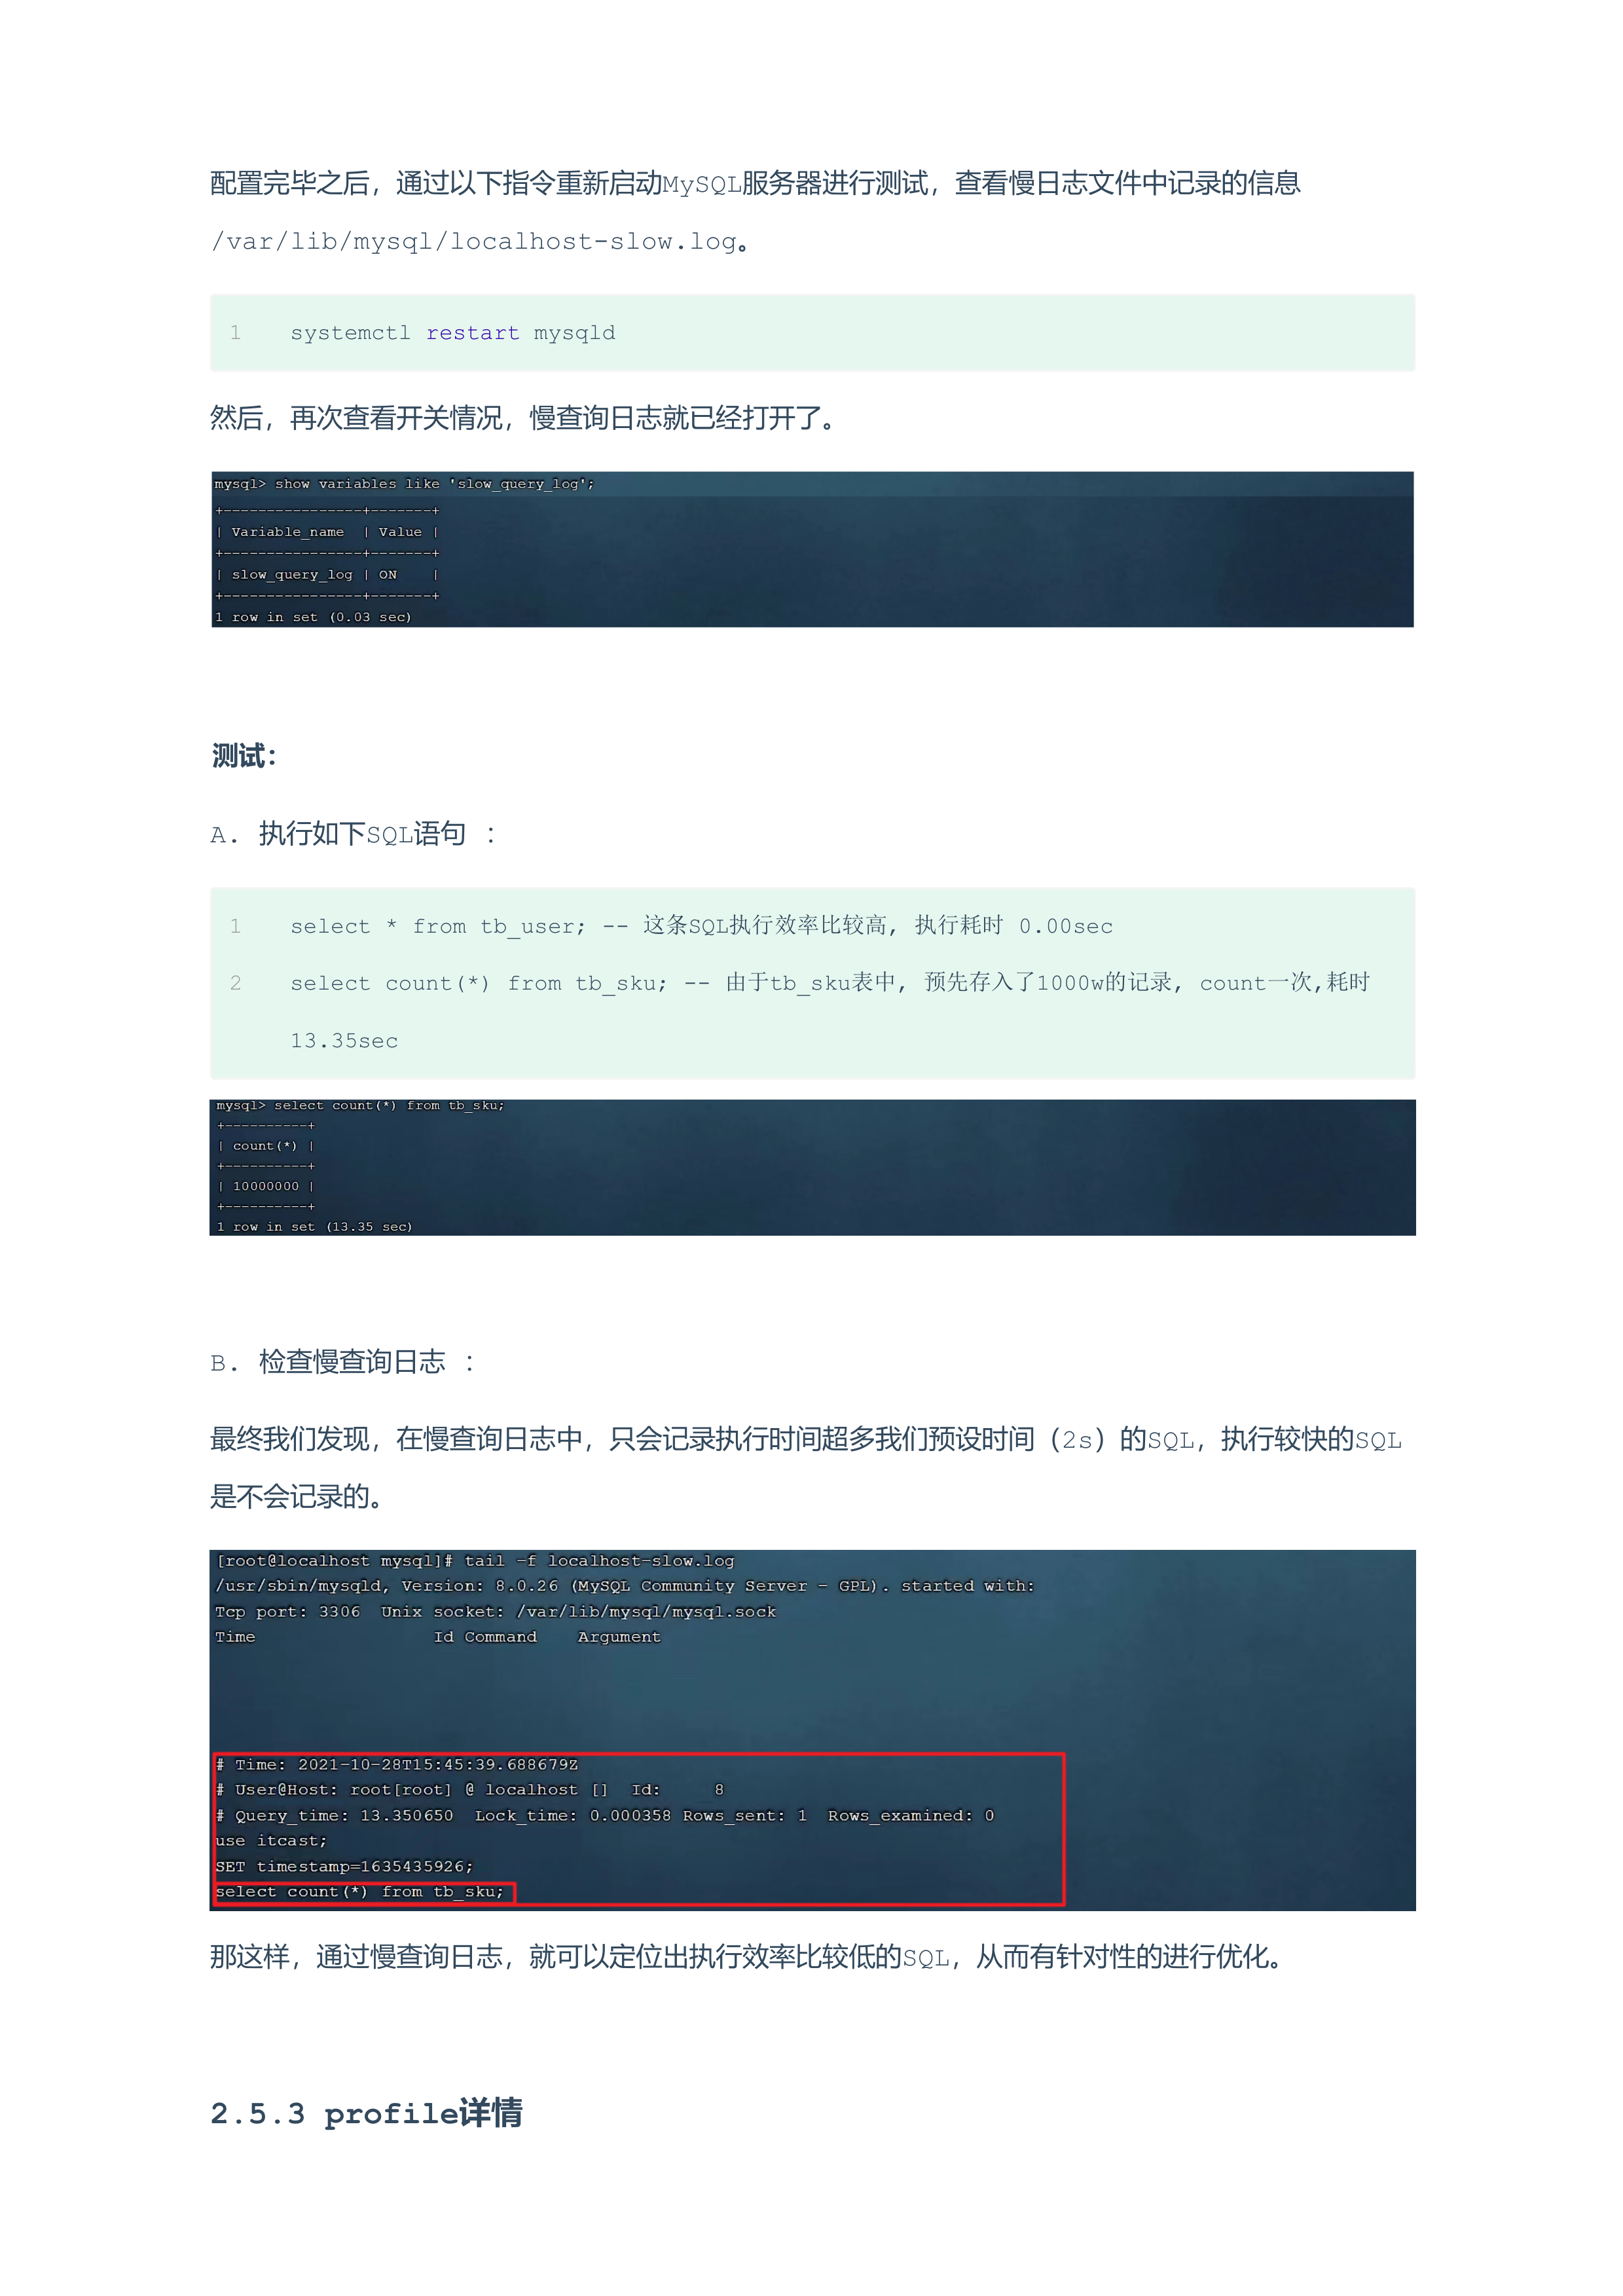 配置完毕之后，通过以下指令重新启动MySQL服务器进行测试，查看慢日志文件中记录的信息
/var/lib/mysql/localhost-slow.log。
1 systemctl restart mysqld
然后，再次查看开关情况，慢查询日志就已经打开了。
mysql> show variables like 'slow_query_log';
+----------------+-------+
| Variable_name  | Value |
+----------------+-------+
| slow_query_log | ON    |
+----------------+-------+
1 row in set (0.03 sec)
测试：
A. 执行如下SQL语句 ：
1 select * from tb_user; -- 这条SQL执行效率比较高, 执行耗时 0.00sec
2 select count(*) from tb_sku; -- 由于tb_sku表中, 预先存入了1000w的记录, count一次,耗时
13.35sec
mysql> select count(*) from tb_sku;
+----------+
| count(*) |
+----------+
| 10000000 |
+----------+
1 row in set (13.35 sec)
B. 检查慢查询日志 ：
最终我们发现，在慢查询日志中，只会记录执行时间超多我们预设时间（2s）的SQL，执行较快的SQL
是不会记录的。
[root@localhost mysql]# tail -f localhost-slow.log
/usr/sbin/mysqld, Version: 8.0.26 (MySQL Community Server - GPL). started with:
Tcp port: 3306  Unix socket: /var/lib/mysql/mysql.sock
Time                 Id Command    Argument
# Time: 2021-10-28T15:45:39.688679Z
# User@Host: root[root] @ localhost []  Id:     8
# Query_time: 13.350650  Lock_time: 0.000358 Rows_sent: 1  Rows_examined: 0
use itcast;
SET timestamp=1635435926;
select count(*) from tb_sku;
那这样，通过慢查询日志，就可以定位出执行效率比较低的SQL，从而有针对性的进行优化。
2.5.3 profile详情